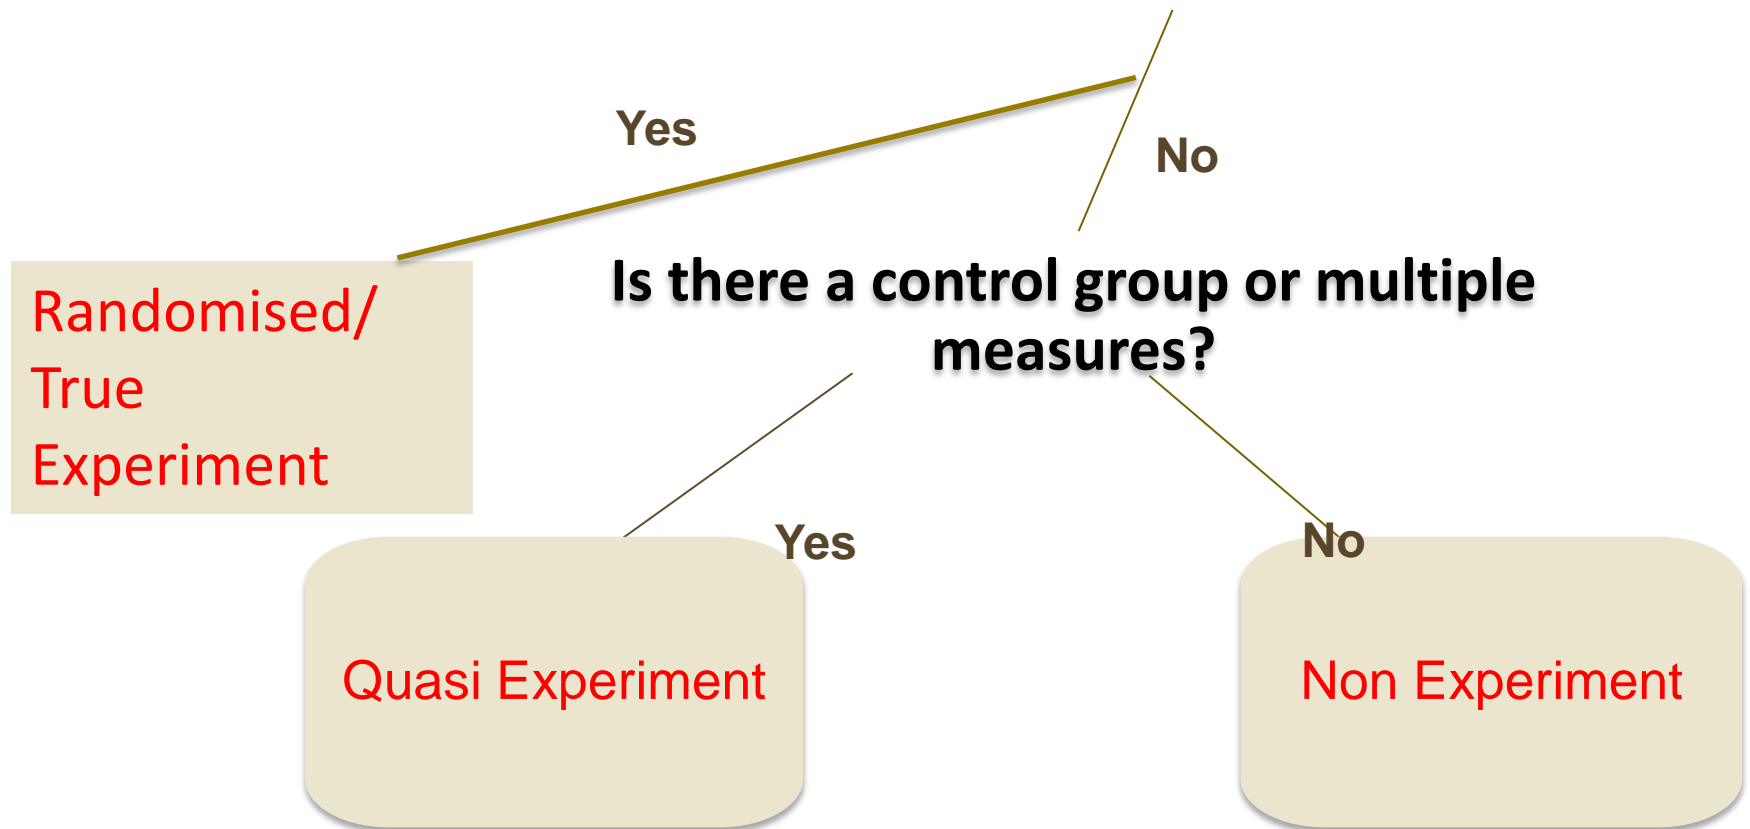 Yes
No
Is there a control group or multiple
measures?
Randomised/
True
Experiment
Yes
No
Quasi Experiment
Non Experiment